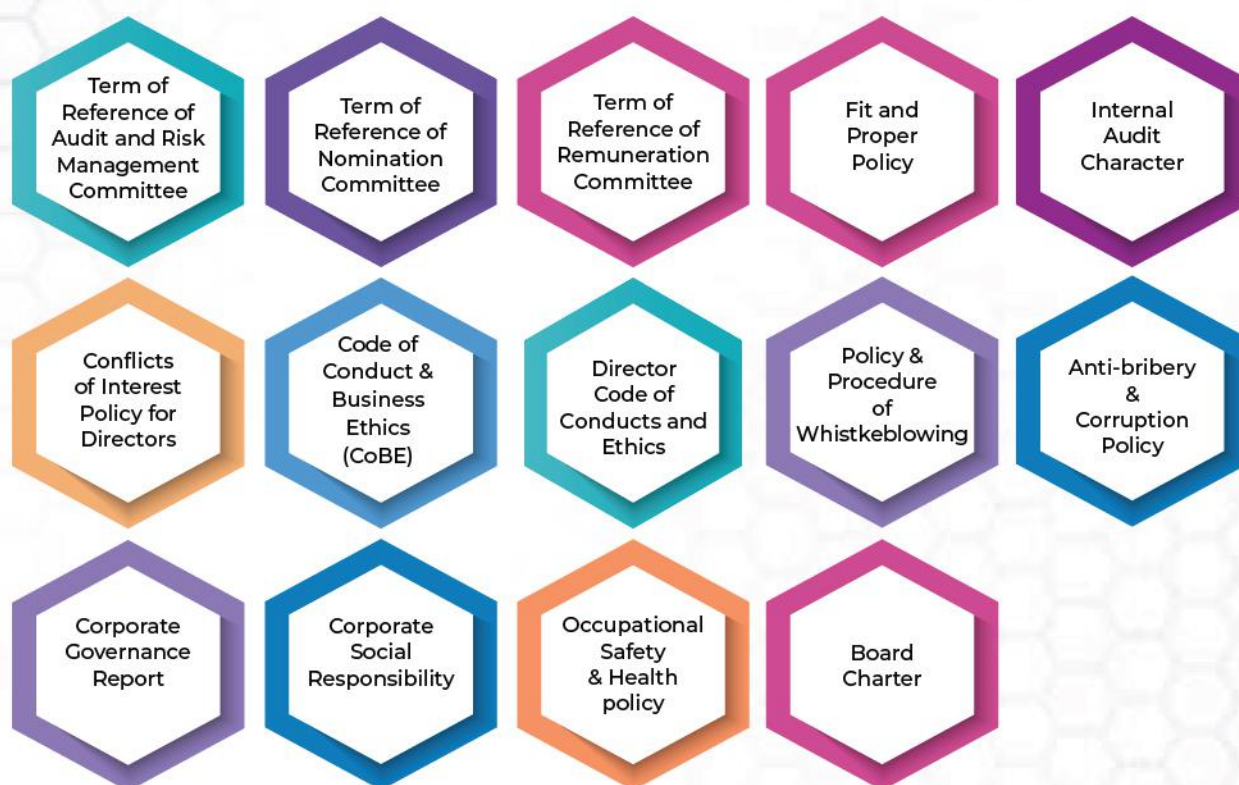 Term of
Reference of
Audit and Risk
Management
Committee
Term of
Reference of
Nomination
Committee
Term of
Reference of
Remuneration
Committee
Fit and
Proper
Policy
Internal
Audit
Character
Conflicts
of Interest
Policy for
Directors
Code of
Conduct &
Business
Ethics
(CoBE)
Director
Code of
Conducts and
Ethics
Policy &
Procedure
of
Whistkeblowing
Anti-bribery
&
Corruption
Policy
Corporate
Governance
Report
Corporate
Social
Responsibility
Occupational
Safety
& Health
policy
Board
Charter